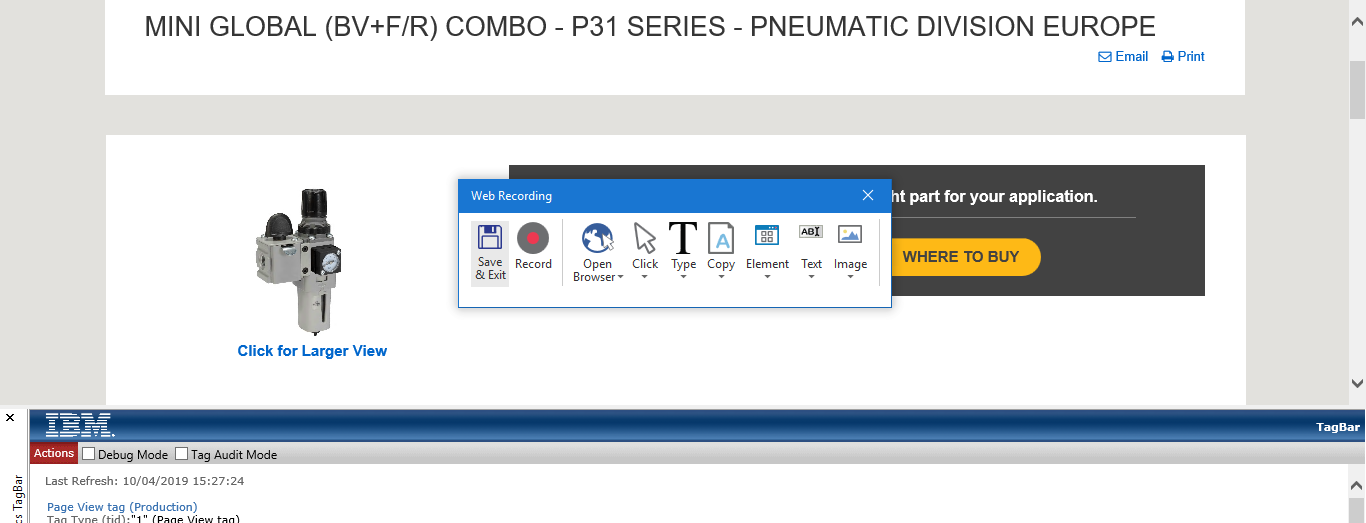 MINI GLOBAL (BV+F/R) COMBO - P31 SERIES - PNEUMATIC DIVISION EUROPE
Email Print
Web Recording
ht part for your application.
Save & Exit
Record
Open Browser
Click
Type
Copy
Element
Text
Image
WHERE TO BUY
Click for Larger View
IBM
TagBar
Actions Debug Mode Tag Audit Mode
Last Refresh: 10/04/2019 15:27:24
Page View tag (Production)
Tag Type (tid):"1" (Page View tag)
cs TagBar